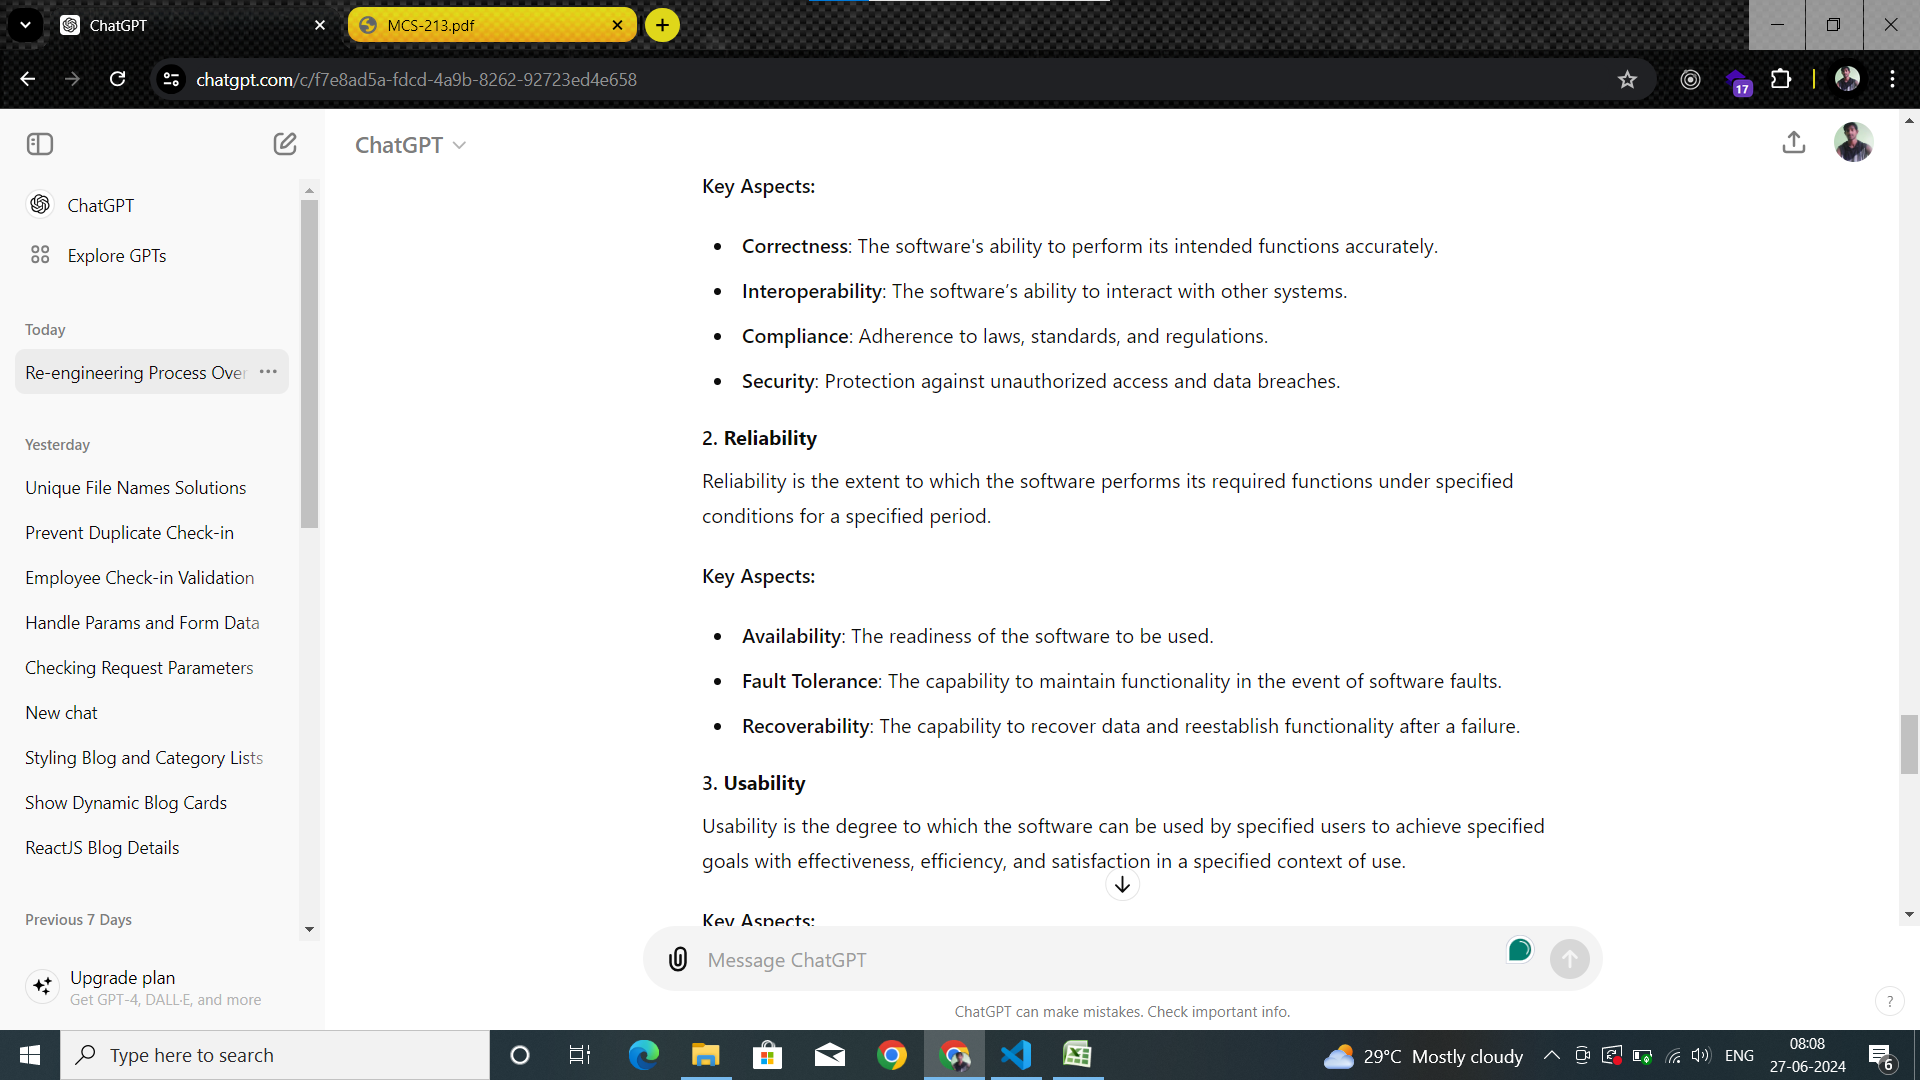 ChatGPT
MCS-213.pdf
chatgpt.com/c/f7e8ad5a-fdcd-4a9b-8262-92723ed4e658
17
ChatGPT
ChatGPT
Explore GPTs
Today
Re-engineering Process Over
Yesterday
Unique File Names Solutions
Prevent Duplicate Check-in
Employee Check-in Validation
Handle Params and Form Data
Checking Request Parameters
New chat
Styling Blog and Category Lists
Show Dynamic Blog Cards
ReactJS Blog Details
Previous 7 Days
Upgrade plan
Get GPT-4, DALL·E, and more
Key Aspects:
Correctness: The software's ability to perform its intended functions accurately.
Interoperability: The software’s ability to interact with other systems.
Compliance: Adherence to laws, standards, and regulations.
Security: Protection against unauthorized access and data breaches.
2. Reliability
Reliability is the extent to which the software performs its required functions under specified
conditions for a specified period.
Key Aspects:
Availability: The readiness of the software to be used.
Fault Tolerance: The capability to maintain functionality in the event of software faults.
Recoverability: The capability to recover data and reestablish functionality after a failure.
3. Usability
Usability is the degree to which the software can be used by specified users to achieve specified
goals with effectiveness, efficiency, and satisfaction in a specified context of use.
Key Aspects:
Message ChatGPT
ChatGPT can make mistakes. Check important info.
?
Type here to search
29°C Mostly cloudy
ENG
08:08
27-06-2024
6